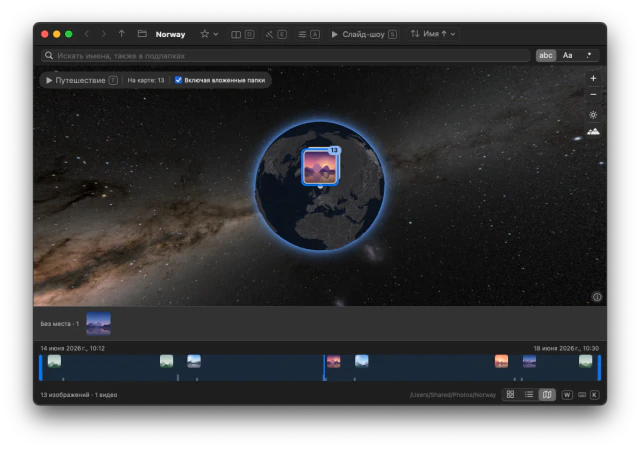 Norway
D
E
A
Слайд-шоу S
Имя ↑
Искать имена, также в подпапках
abc
Aa
.*
Путешествие T
На карте: 13
Включая вложенные папки
13
Без места · 1
14 июня 2026 г., 10:12
18 июня 2026 г., 10:30
13 изображений · 1 видео
/Users/Shared/Photos/Norway
W
K